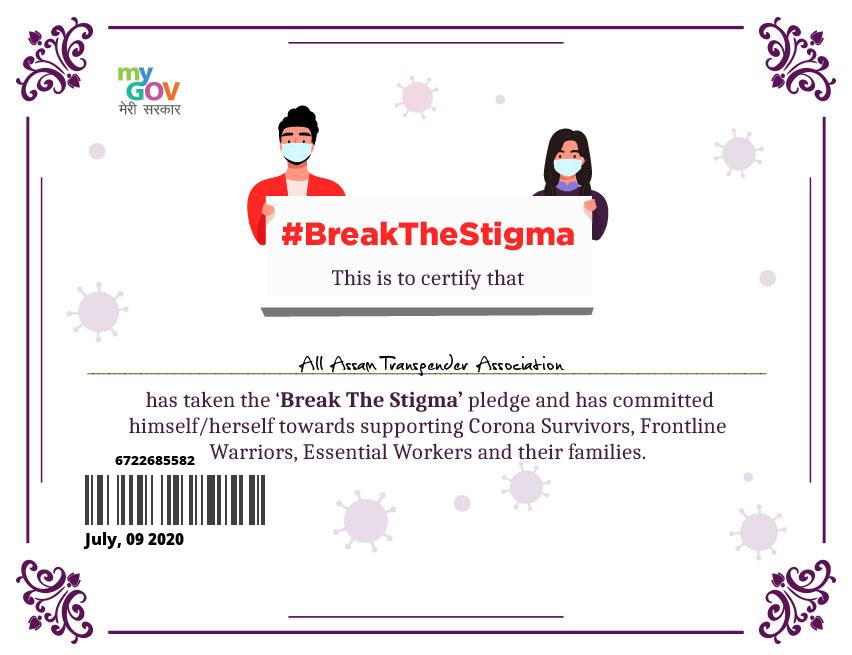 my
GOV
मेरी सरकार
#BreakTheStigma
This is to certify that
All Assam Transgender Association
has taken the ‘Break The Stigma’ pledge and has committed
himself/herself towards supporting Corona Survivors, Frontline
Warriors, Essential Workers and their families.
6722685582
July, 09 2020